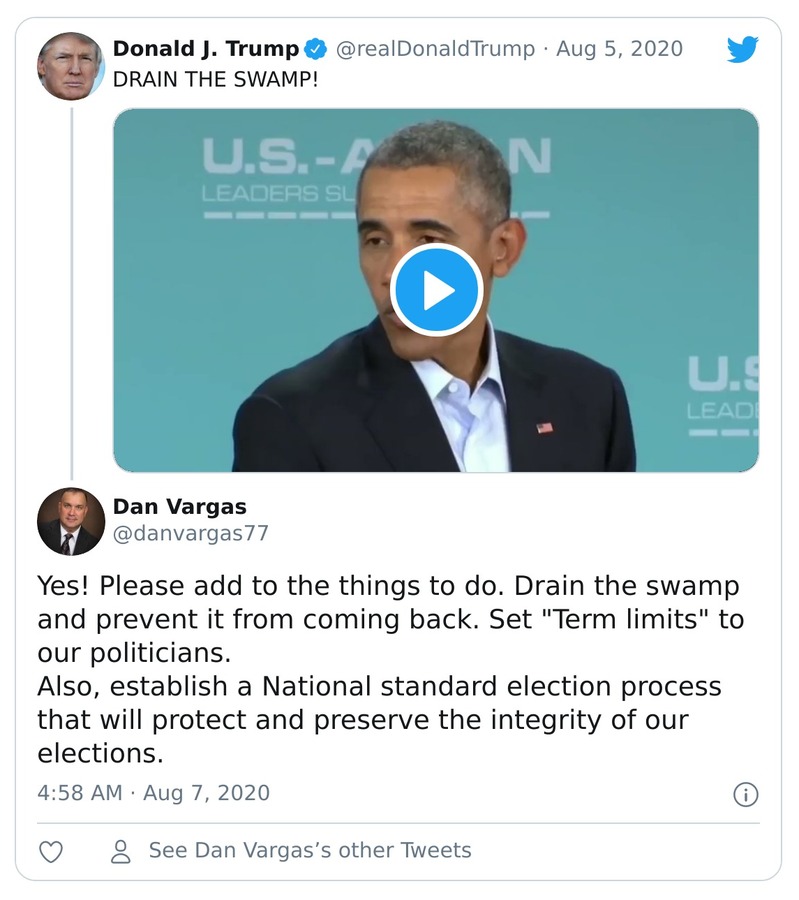 Donald J. Trump @realDonaldTrump · Aug 5, 2020
DRAIN THE SWAMP!
U.S.-A N
LEADERS SU
U.S
LEAD
Dan Vargas
@danvargas77
Yes! Please add to the things to do. Drain the swamp
and prevent it from coming back. Set "Term limits" to
our politicians.
Also, establish a National standard election process
that will protect and preserve the integrity of our
elections.
4:58 AM · Aug 7, 2020
See Dan Vargas’s other Tweets